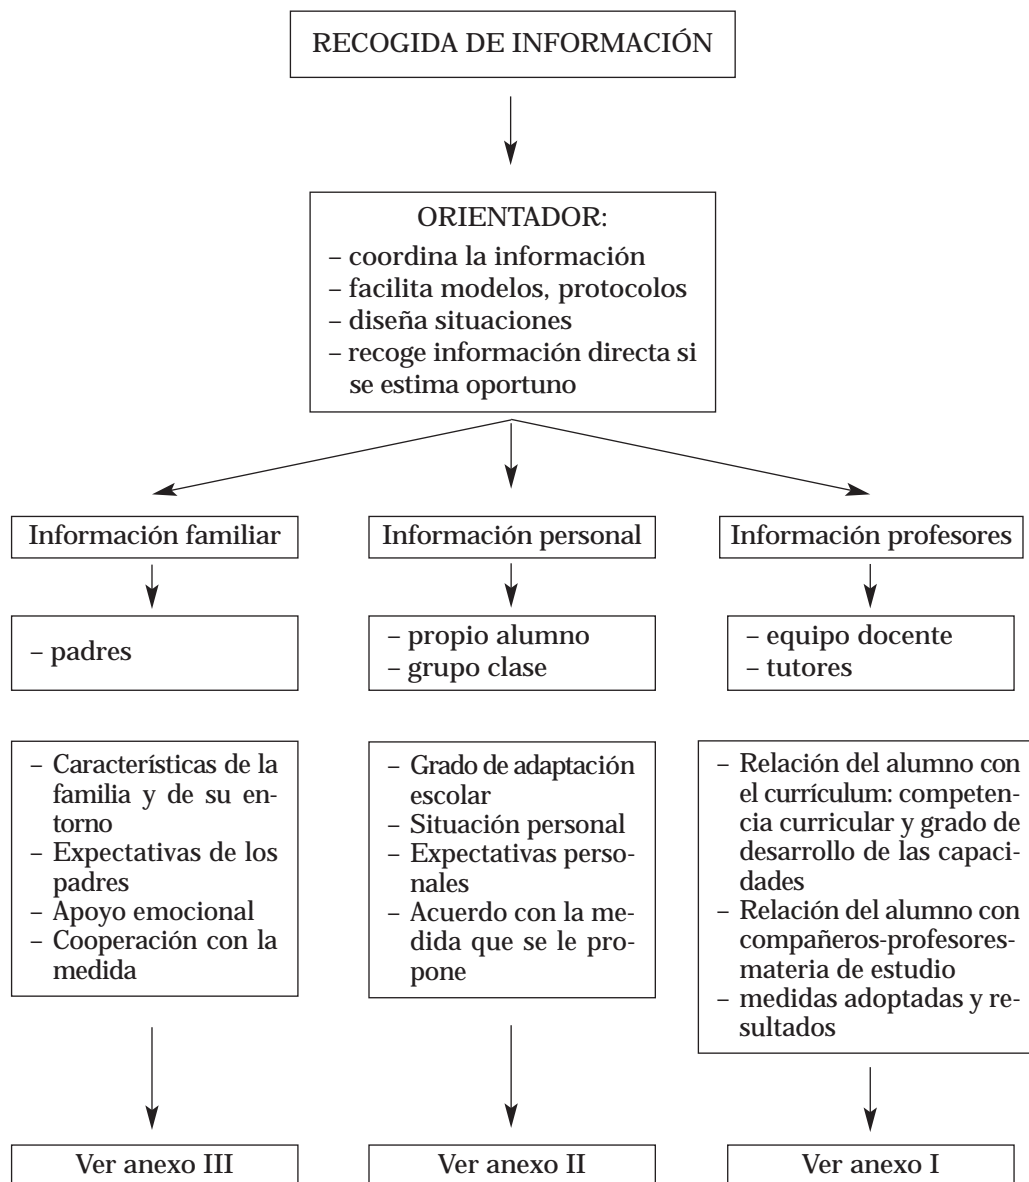 RECOGIDA DE INFORMACIÓN
ORIENTADOR:
– coordina la información
– facilita modelos, protocolos
– diseña situaciones
– recoge información directa si
se estima oportuno
Información familiar
Información personal
Información profesores
– padres
– propio alumno
– grupo clase
– equipo docente
– tutores
– Características de la
familia y de su en-
torno
– Expectativas de los
padres
– Apoyo emocional
– Cooperación con la
medida
– Grado de adaptación
escolar
– Situación personal
– Expectativas perso-
nales
– Acuerdo con la me-
dida que se le pro-
pone
– Relación del alumno con
el currículum: competen-
cia curricular y grado de
desarrollo de las capaci-
dades
– Relación del alumno con
compañeros-profesores-
materia de estudio
– medidas adoptadas y re-
sultados
Ver anexo III
Ver anexo II
Ver anexo I